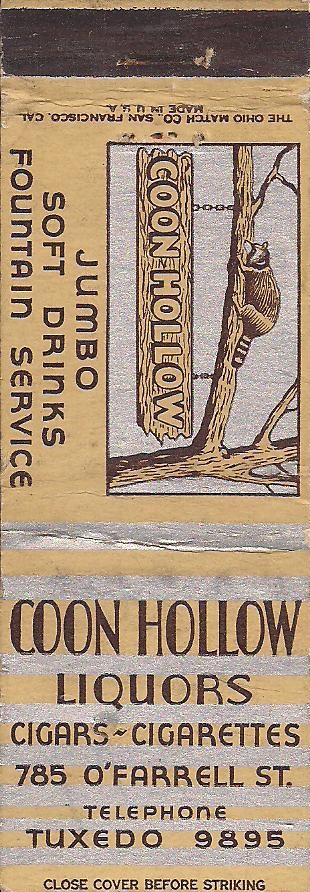 THE OHIO MATCH CO. SAN FRANCISCO, CAL
MADE IN U.S.A.
COON HOLLOW
JUMBO
SOFT DRINKS
FOUNTAIN SERVICE
COON HOLLOW
LIQUORS
CIGARS~CIGARETTES
785 O'FARRELL ST.
TELEPHONE
TUXEDO 9895
CLOSE COVER BEFORE STRIKING